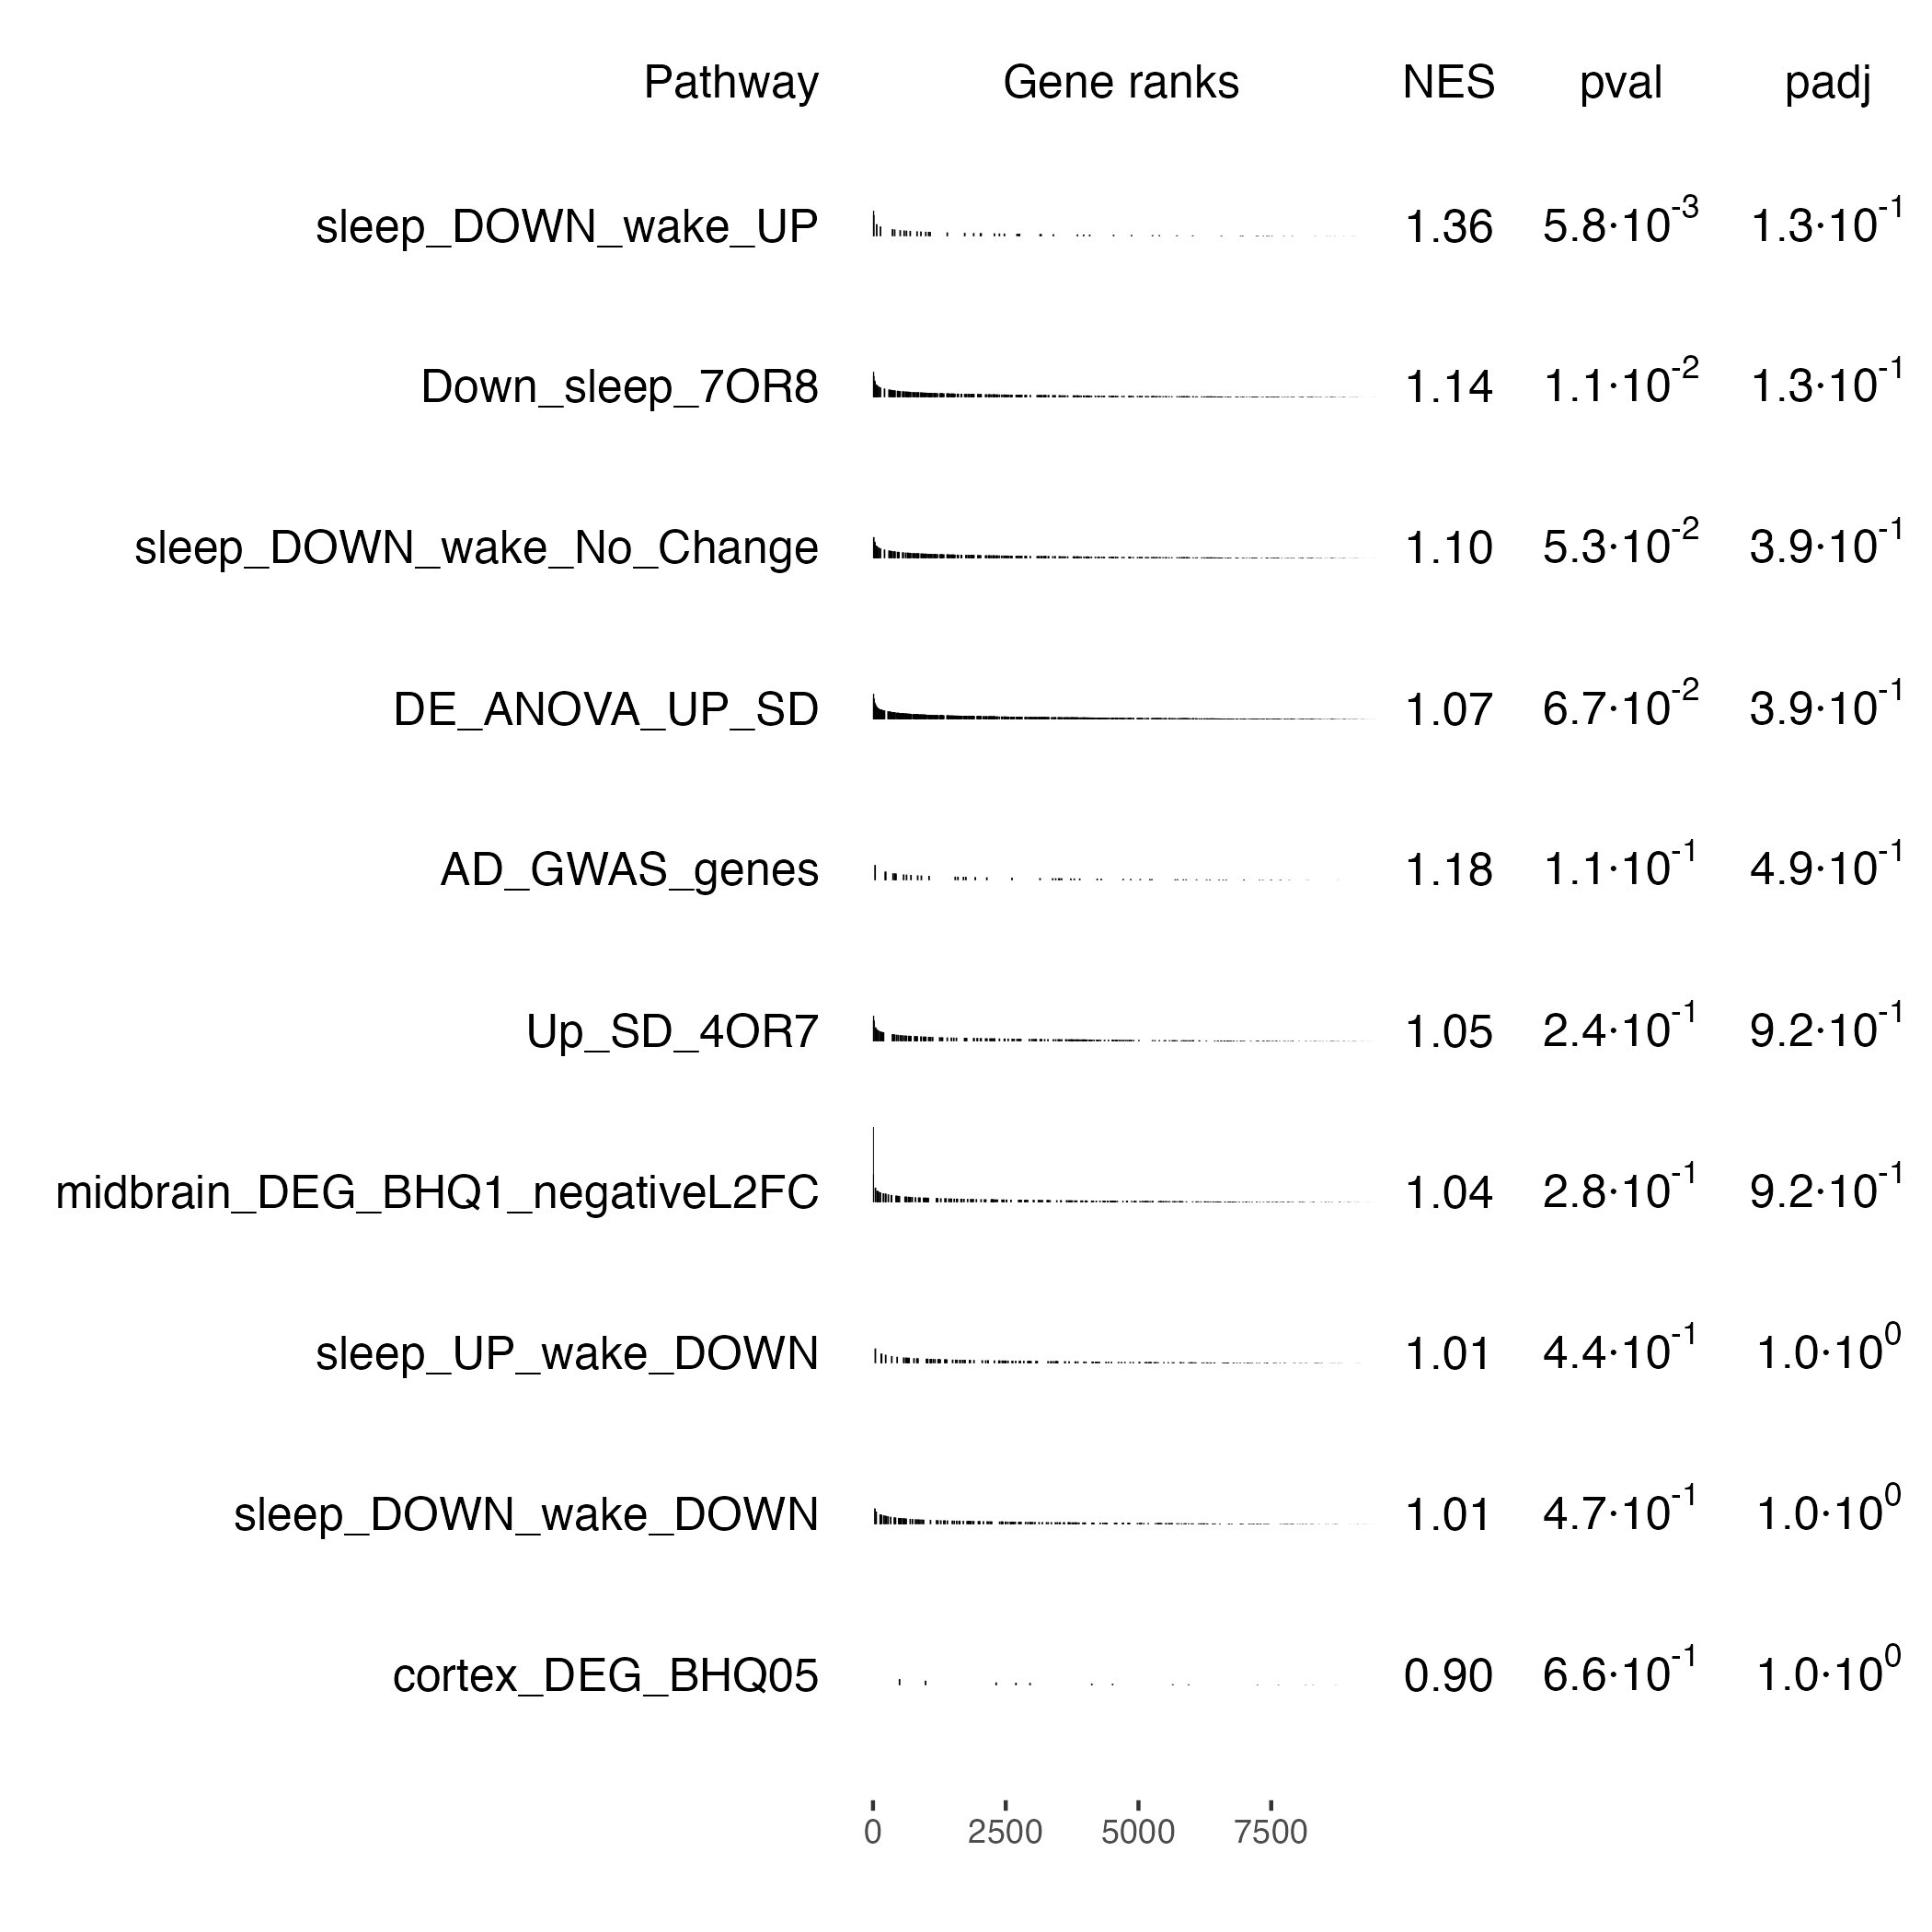 Pathway Gene ranks NES pval padj
sleep_DOWN_wake_UP 1.36 5.8·10⁻³ 1.3·10⁻¹
Down_sleep_7OR8 1.14 1.1·10⁻² 1.3·10⁻¹
sleep_DOWN_wake_No_Change 1.10 5.3·10⁻² 3.9·10⁻¹
DE_ANOVA_UP_SD 1.07 6.7·10⁻² 3.9·10⁻¹
AD_GWAS_genes 1.18 1.1·10⁻¹ 4.9·10⁻¹
Up_SD_4OR7 1.05 2.4·10⁻¹ 9.2·10⁻¹
midbrain_DEG_BHQ1_negativeL2FC 1.04 2.8·10⁻¹ 9.2·10⁻¹
sleep_UP_wake_DOWN 1.01 4.4·10⁻¹ 1.0·10⁰
sleep_DOWN_wake_DOWN 1.01 4.7·10⁻¹ 1.0·10⁰
cortex_DEG_BHQ05 0.90 6.6·10⁻¹ 1.0·10⁰
0 2500 5000 7500